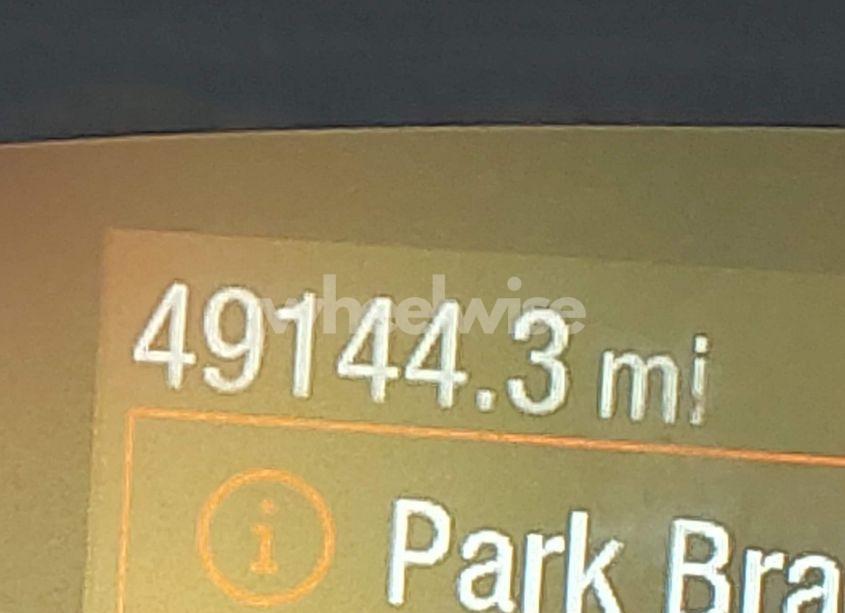 49144.3 mi
wheelwise
i
Park Bra